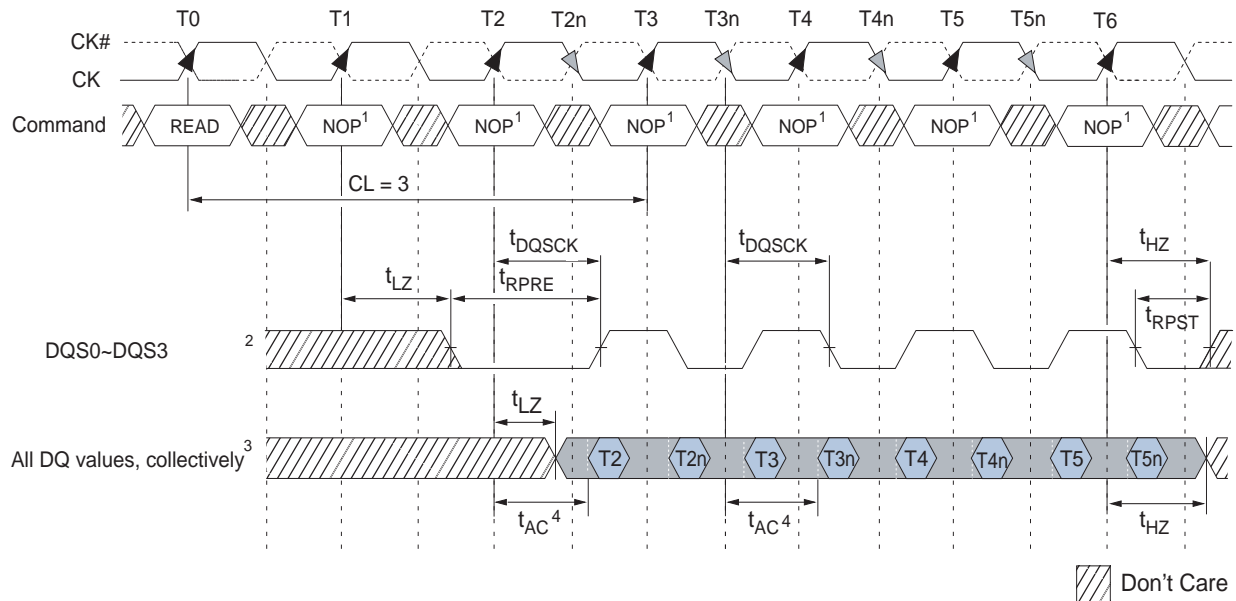 T0 T1 T2 T2n T3 T3n T4 T4n T5 T5n T6
CK#
CK
Command READ NOP1 NOP1 NOP1 NOP1 NOP1 NOP1
CL = 3
tDQSCK tDQSCK tHZ
tLZ tRPRE
tRPST
DQS0~DQS3 2
tLZ
All DQ values, collectively3 T2 T2n T3 T3n T4 T4n T5 T5n
tAC4 tAC4 tHZ
Don't Care